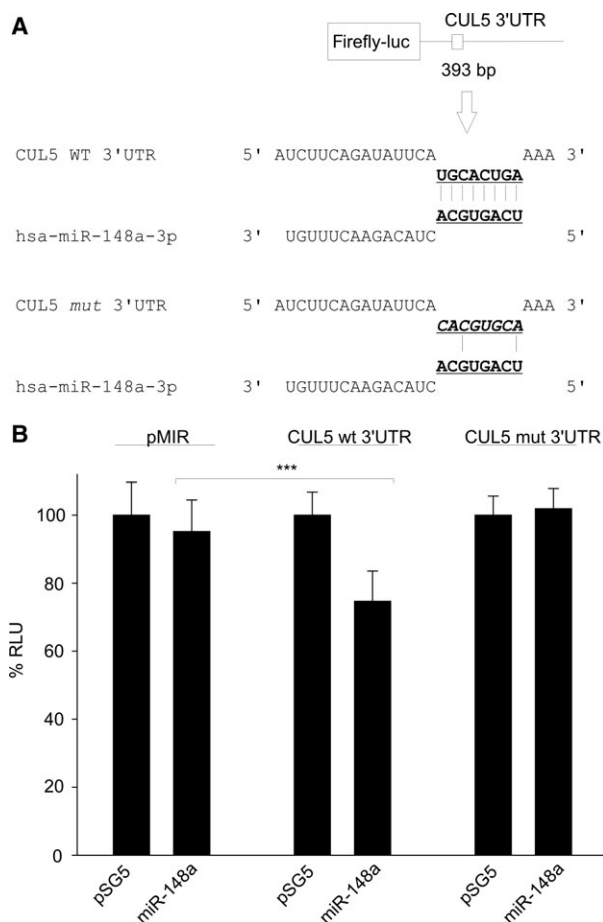 A
CUL5 3'UTR
Firefly-luc
393 bp
CUL5 WT 3'UTR 5' AUCUUCAGAUAUUCA AAA 3'
UGCACUGA
ACGUGACU
hsa-miR-148a-3p 3' UGUUUCAAGACAUC 5'
CUL5 mut 3'UTR 5' AUCUUCAGAUAUUCA AAA 3'
CACGUGCA
ACGUGACU
hsa-miR-148a-3p 3' UGUUUCAAGACAUC 5'
B
pMIR CUL5 wt 3'UTR CUL5 mut 3'UTR
***
% RLU
100
80
60
40
20
0
pSG5 miR-148a pSG5 miR-148a pSG5 miR-148a